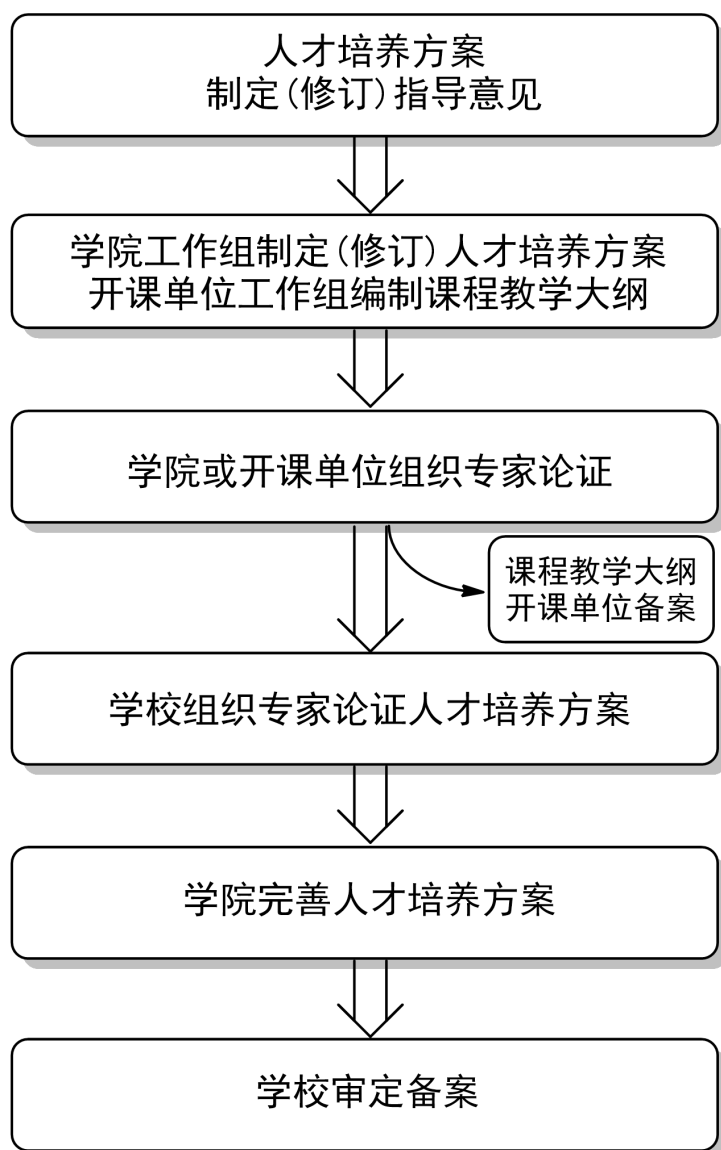 人才培养方案
制定(修订)指导意见
学院工作组制定(修订)人才培养方案
开课单位工作组编制课程教学大纲
学院或开课单位组织专家论证
课程教学大纲
开课单位备案
学校组织专家论证人才培养方案
学院完善人才培养方案
学校审定备案